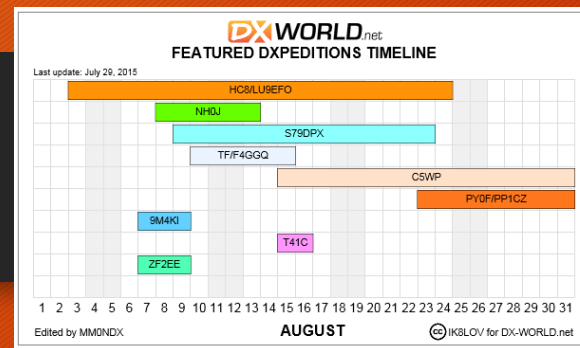 DX WORLD.net
FEATURED DXPEDITIONS TIMELINE
Last update: July 29, 2015
HC8/LU9EFO
NH0J
S79DPX
TF/F4GGQ
C5WP
PY0F/PP1CZ
9M4KI
T41C
ZF2EE
1 2 3 4 5 6 7 8 9 10 11 12 13 14 15 16 17 18 19 20 21 22 23 24 25 26 27 28 29 30 31
Edited by MM0NDX
AUGUST
cc IK8LOV for DX-WORLD.net